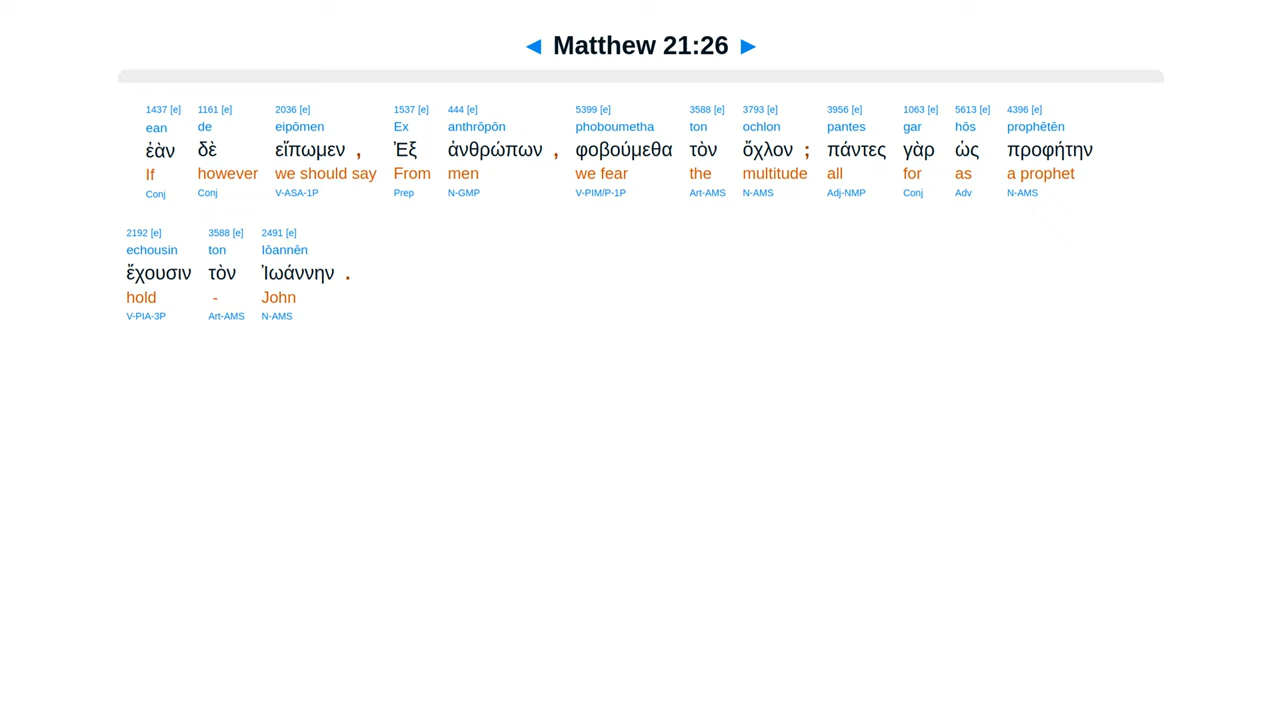 ◄ Matthew 21:26 ►
1437 [e] 1161 [e] 2036 [e] 1537 [e] 444 [e] 5399 [e] 3588 [e] 3793 [e] 3956 [e] 1063 [e] 5613 [e] 4396 [e]
ean de eipōmen Ex anthrōpōn phoboumetha ton ochlon pantes gar hōs prophētēn
ἐὰν δὲ εἴπωμεν , Ἐξ ἀνθρώπων , φοβούμεθα τὸν ὄχλον ; πάντες γὰρ ὡς προφήτην
If however we should say From men we fear the multitude all for as a prophet
Conj Conj V-ASA-1P Prep N-GMP V-PIM/P-1P Art-AMS N-AMS Adj-NMP Conj Adv N-AMS
2192 [e] 3588 [e] 2491 [e]
echousin ton Iōannēn
ἔχουσιν τὸν Ἰωάννην .
hold - John
V-PIA-3P Art-AMS N-AMS